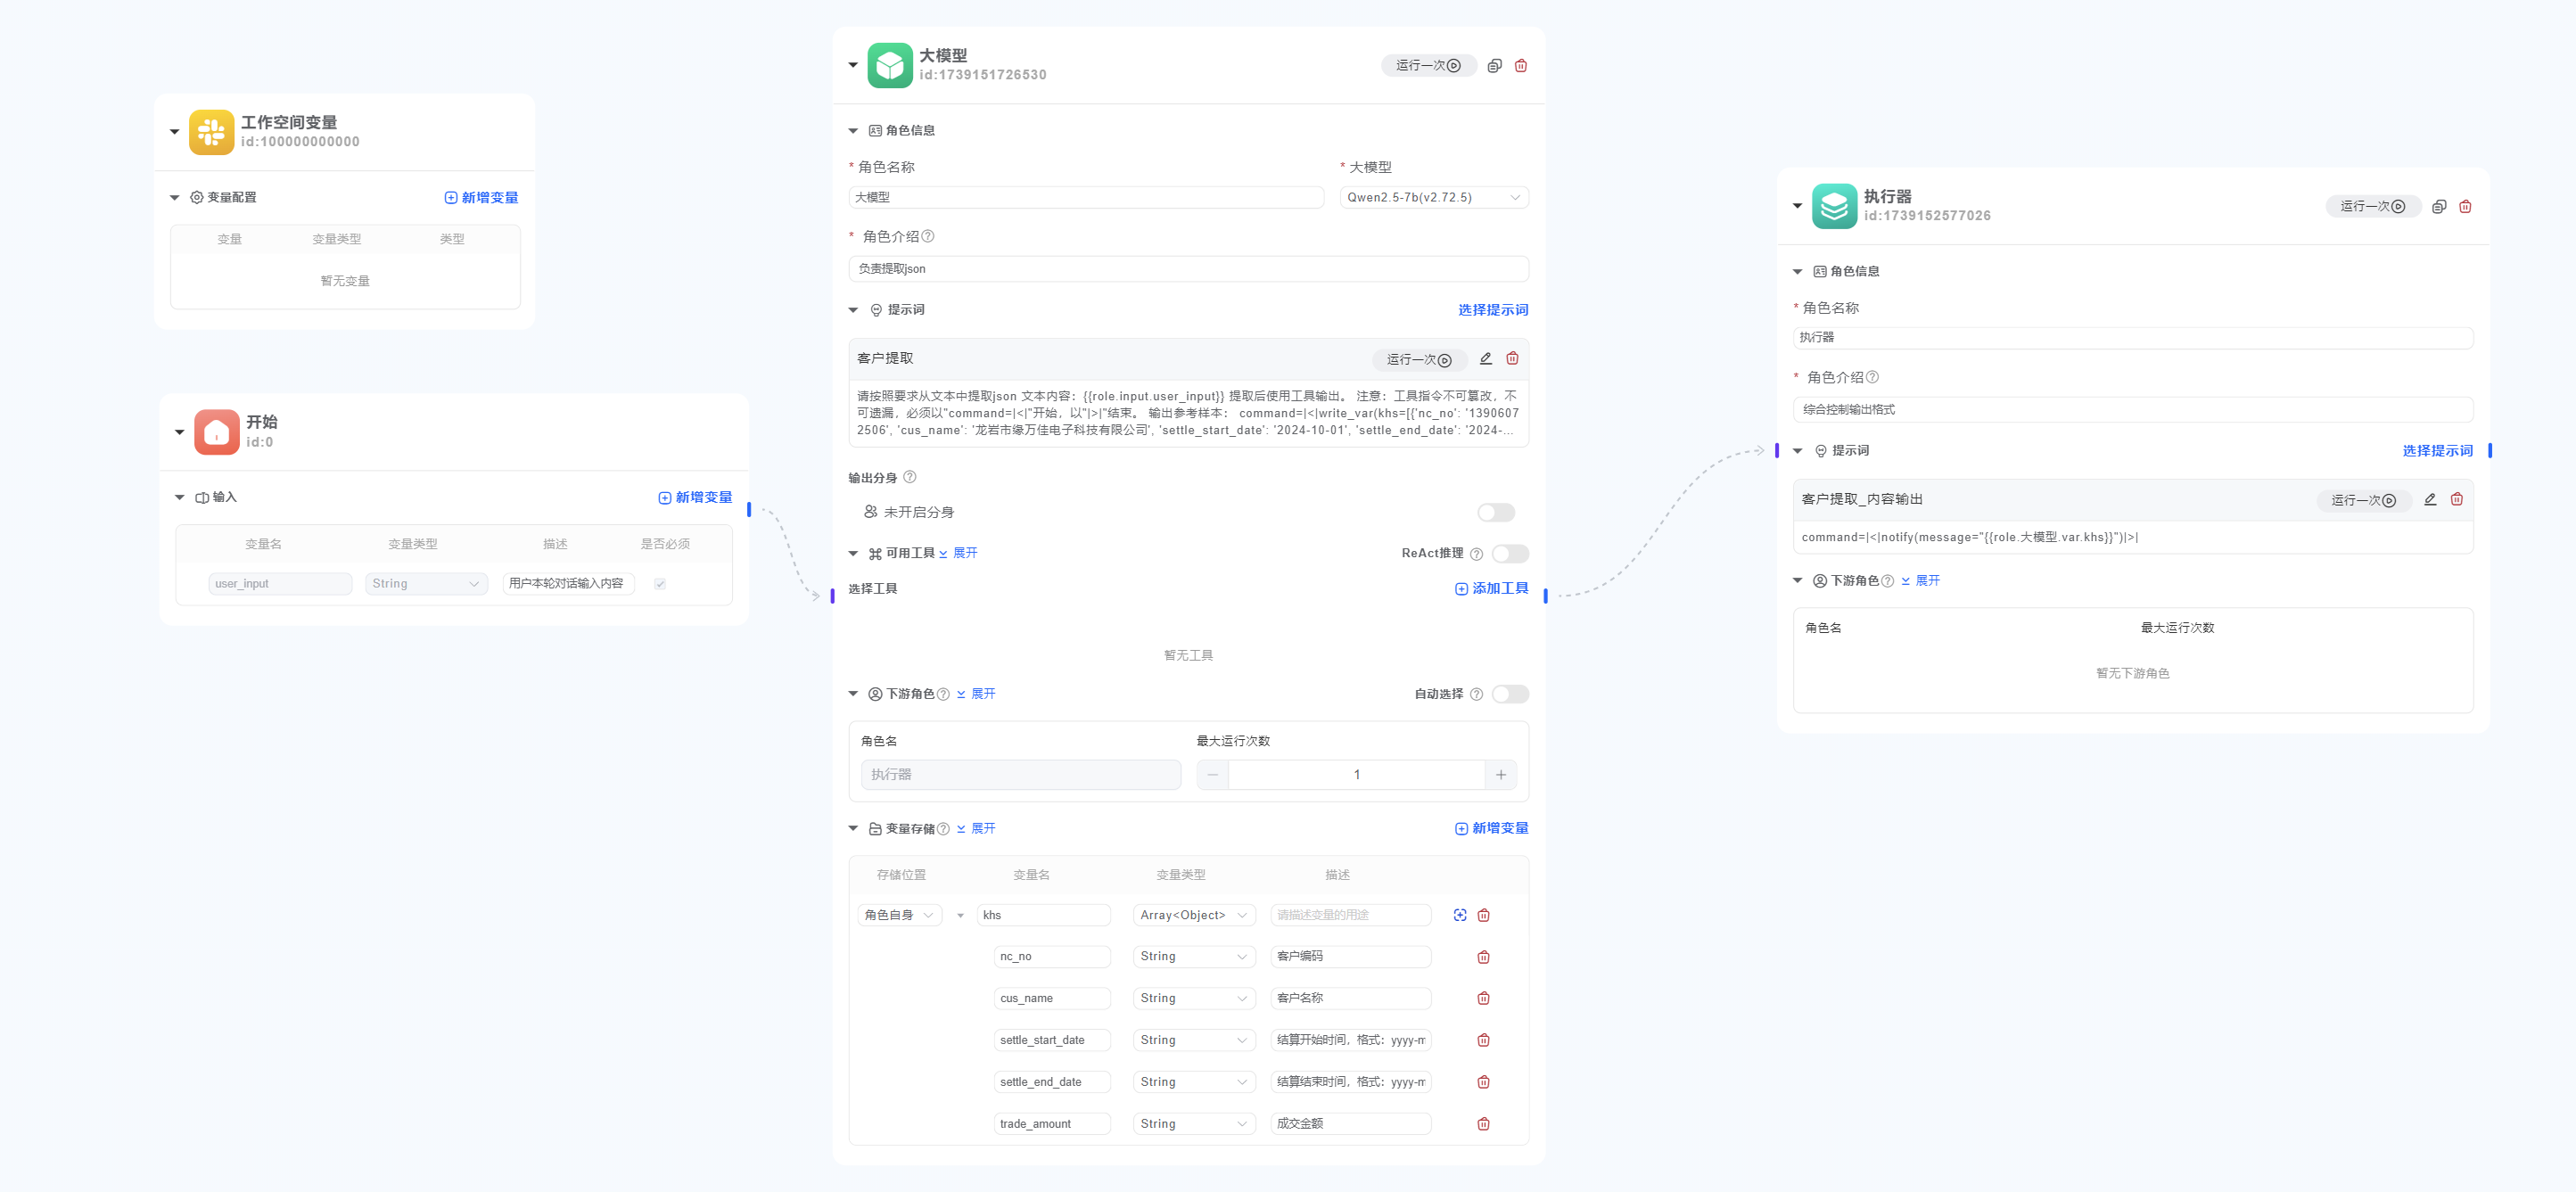 工作空间变量
id:100000000000
变量配置
新增变量
变量 变量类型 类型
暂无变量
开始
id:0
输入
新增变量
变量名 变量类型 描述 是否必须
user_input String 用户本轮对话输入内容
大模型
id:1739151726530
运行一次
角色信息
* 角色名称
* 大模型
大模型
Qwen2.5-7b(v2.72.5)
* 角色介绍
负责提取json
提示词
选择提示词
客户提取
运行一次
请按照要求从文本中提取json 文本内容：{{role.input.user_input}} 提取后使用工具输出。 注意：工具指令不可篡改，不
可遗漏，必须以"command=|<|"开始，以"|>|"结束。 输出参考样本： command=|<|write_var(khs=[{'nc_no': '1390607
2506', 'cus_name': '龙岩市缘万佳电子科技有限公司', 'settle_start_date': '2024-10-01', 'settle_end_date': '2024-...
输出分身
未开启分身
可用工具 展开
ReAct推理
选择工具
添加工具
暂无工具
下游角色 展开
自动选择
角色名 最大运行次数
执行器 1
变量存储 展开
新增变量
存储位置 变量名 变量类型 描述
角色自身 khs Array<Object> 请描述变量的用途
nc_no String 客户编码
cus_name String 客户名称
settle_start_date String 结算开始时间，格式：yyyy-m
settle_end_date String 结算结束时间，格式：yyyy-m
trade_amount String 成交金额
执行器
id:1739152577026
运行一次
角色信息
* 角色名称
执行器
* 角色介绍
综合控制输出格式
提示词
选择提示词
客户提取_内容输出
运行一次
command=|<|notify(message="{{role.大模型.var.khs}}")|>|
下游角色 展开
角色名 最大运行次数
暂无下游角色